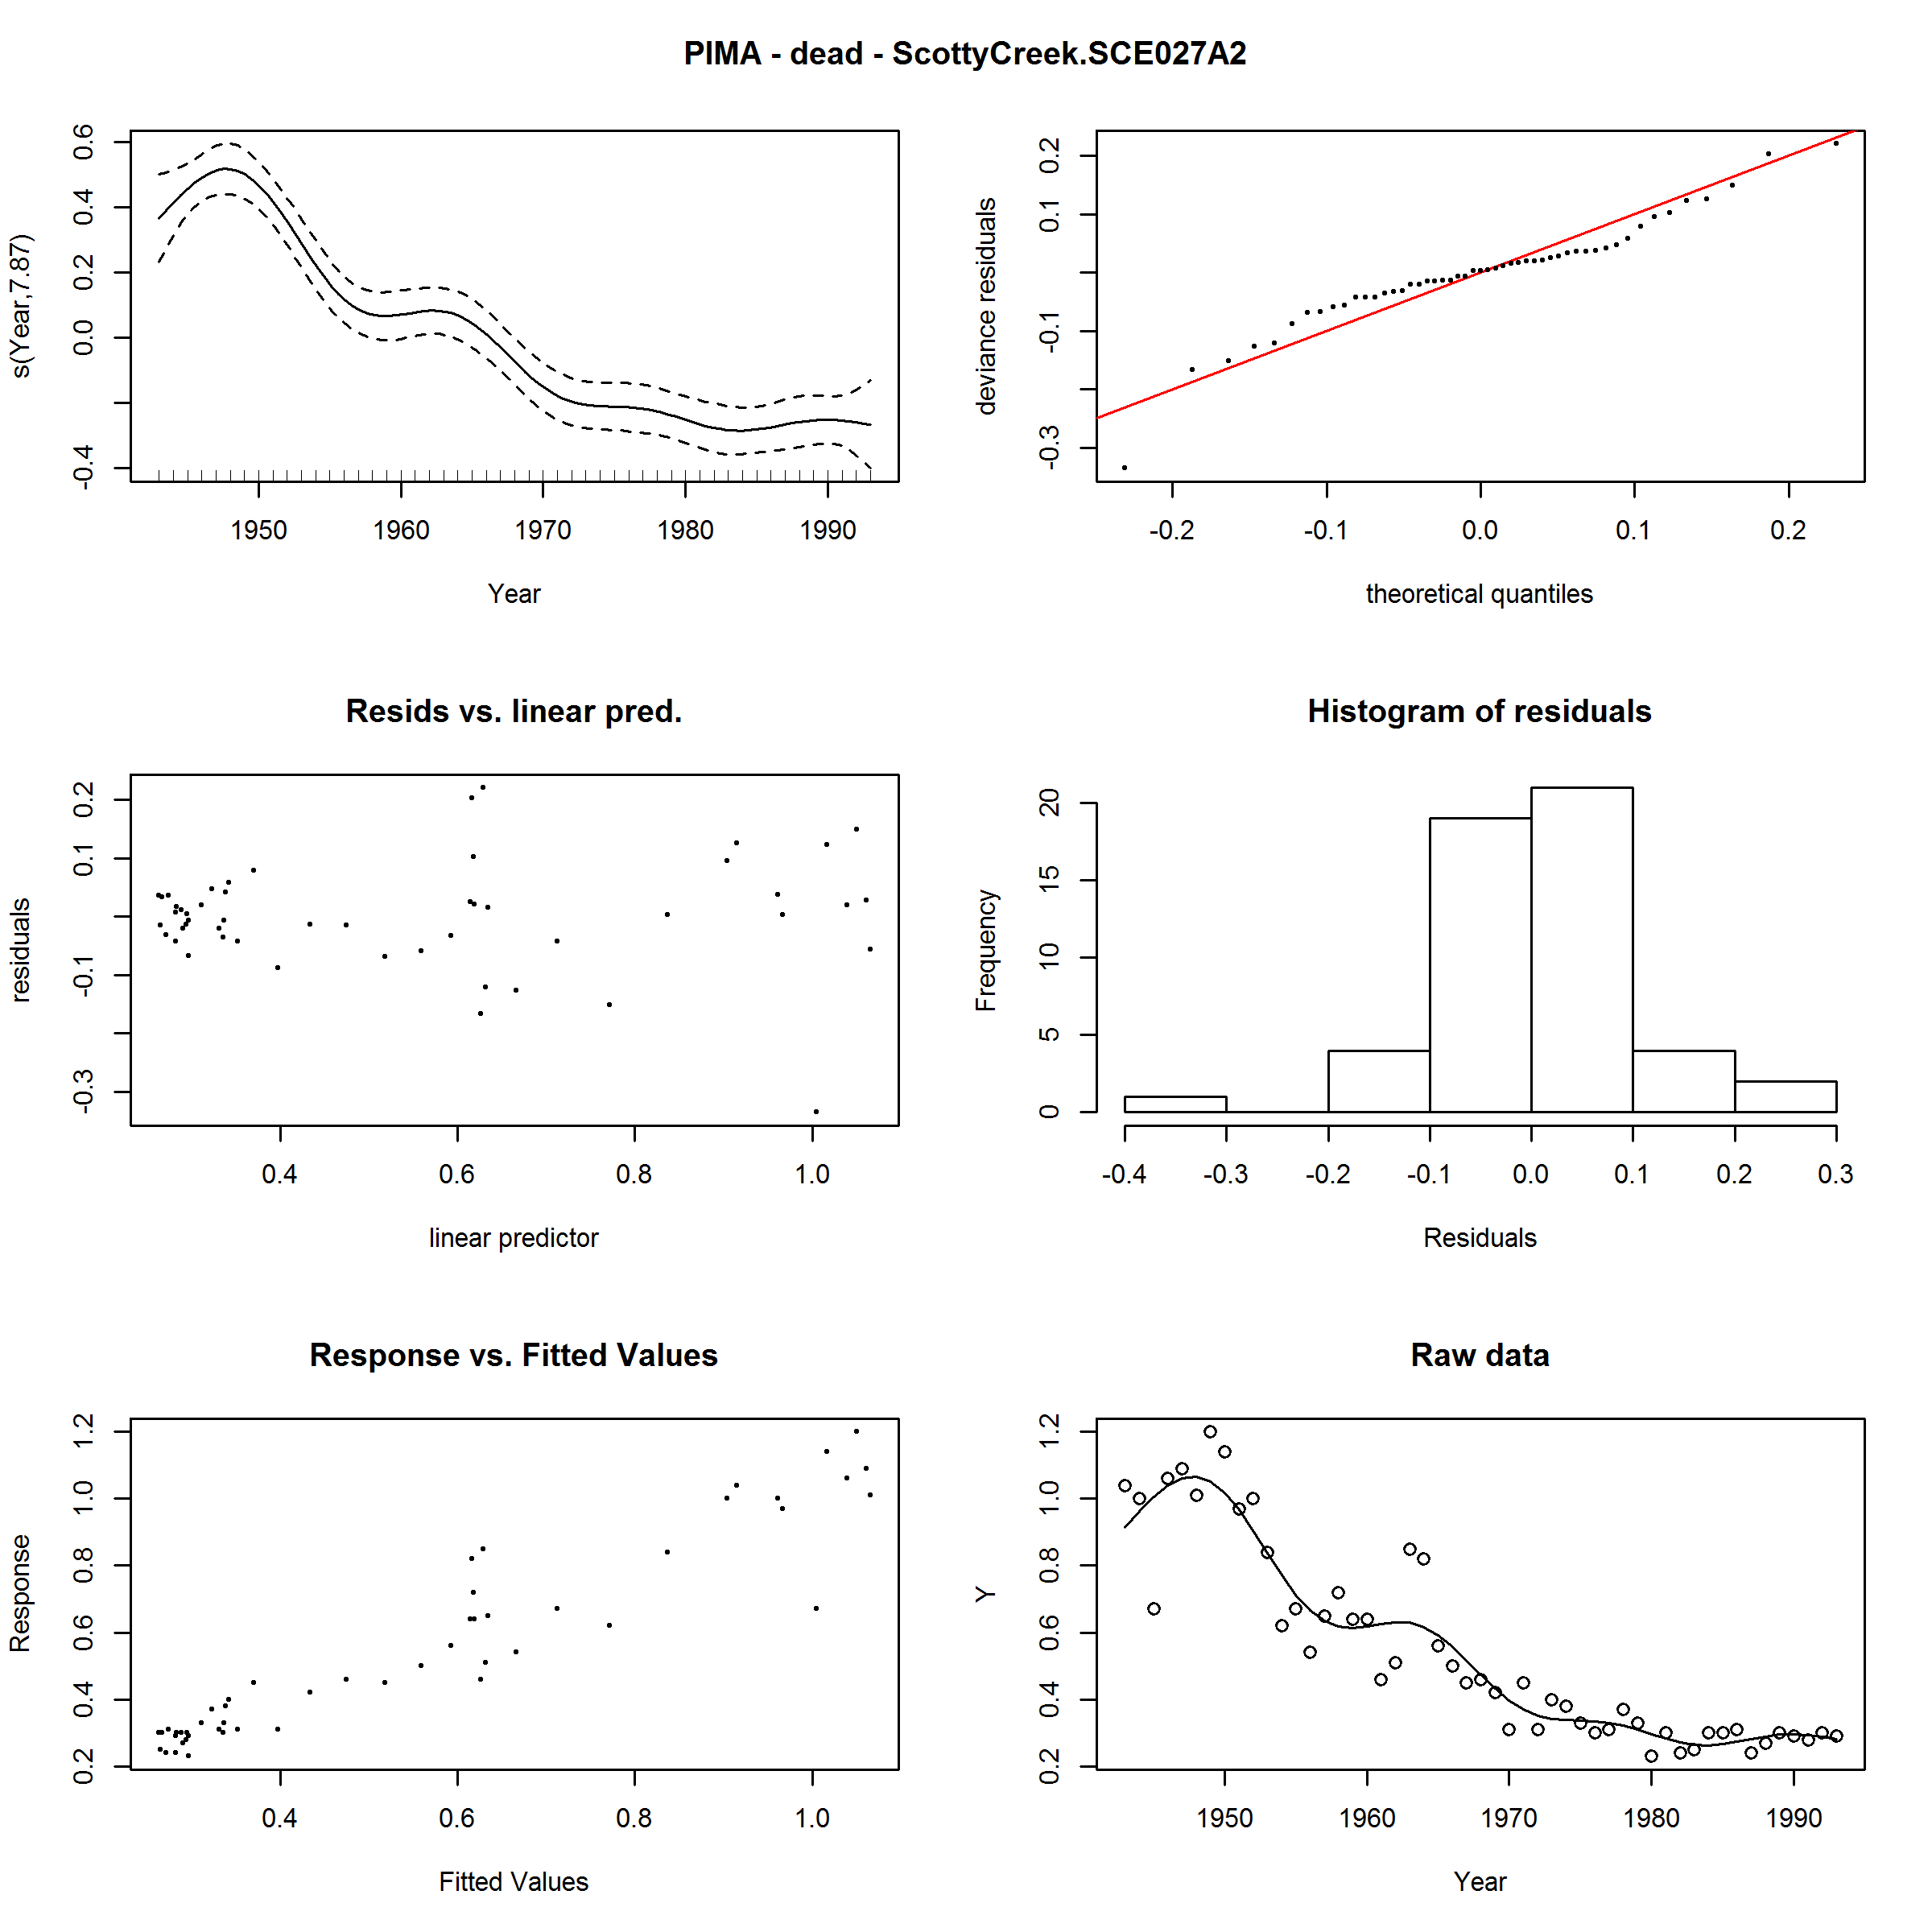 PIMA - dead - ScottyCreek.SCE027A2
s(Year,7.87)
0.6
0.4
0.2
0.0
-0.4
1950 1960 1970 1980 1990
Year
deviance residuals
0.2
0.1
-0.1
-0.3
-0.2 -0.1 0.0 0.1 0.2
theoretical quantiles
Resids vs. linear pred.
residuals
0.2
0.1
-0.1
-0.3
0.4 0.6 0.8 1.0
linear predictor
Histogram of residuals
Frequency
20
15
10
5
0
-0.4 -0.3 -0.2 -0.1 0.0 0.1 0.2 0.3
Residuals
Response vs. Fitted Values
Response
1.2
1.0
0.8
0.6
0.4
0.2
0.4 0.6 0.8 1.0
Fitted Values
Raw data
Y
1.2
1.0
0.8
0.6
0.4
0.2
1950 1960 1970 1980 1990
Year